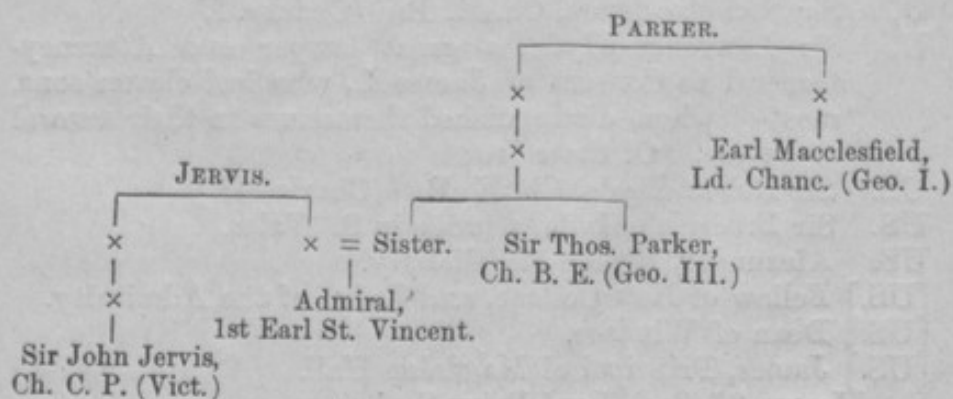 PARKER.
× ×
×
Earl Macclesfield,
Ld. Chanc. (Geo. I.)
JERVIS.
× × = Sister. Sir Thos. Parker,
Ch. B. E. (Geo. III.)
×
Admiral,
1st Earl St. Vincent.
Sir John Jervis,
Ch. C. P. (Vict.)